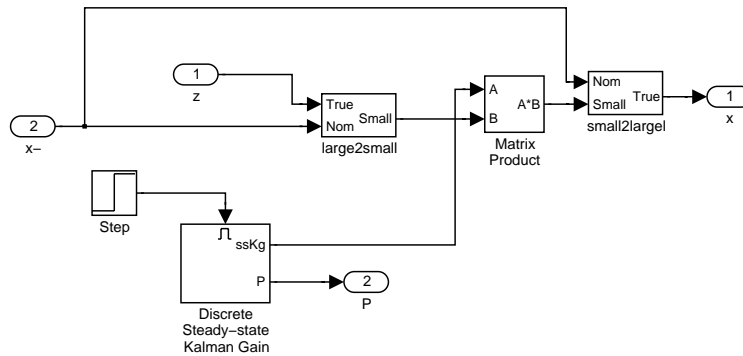 1
z
2
x−
True
Nom
Small
large2small
A
B
A*B
Matrix
Product
Nom
Small
True
small2largel
1
x
Step
ssKg
P
Discrete
Steady−state
Kalman Gain
2
P